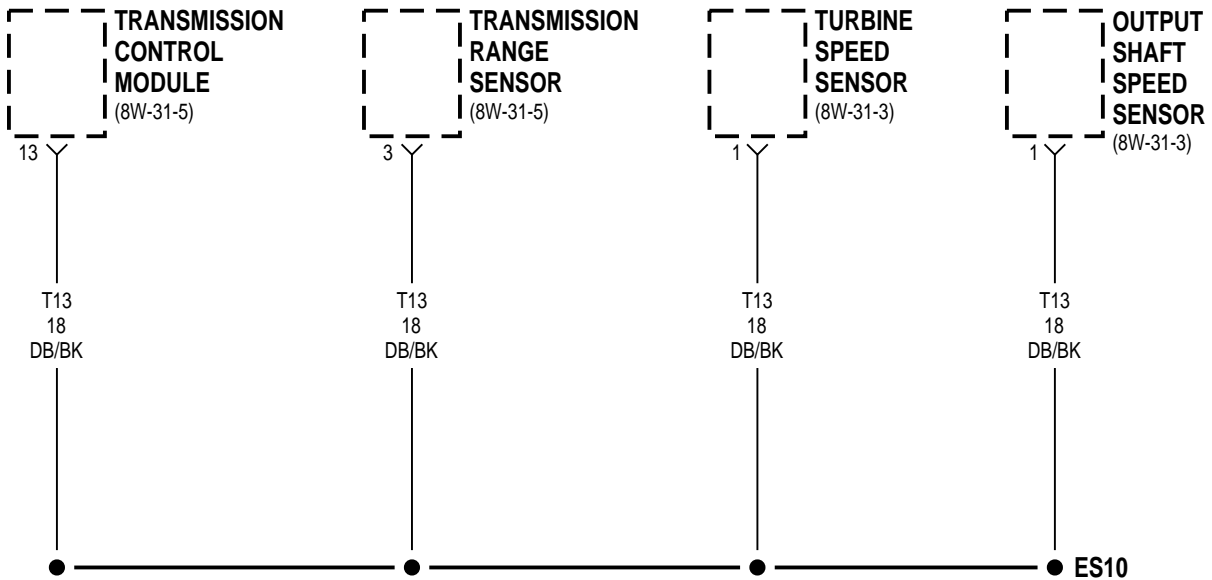 TRANSMISSION
CONTROL
MODULE
(8W-31-5)
13
T13
18
DB/BK
TRANSMISSION
RANGE
SENSOR
(8W-31-5)
3
T13
18
DB/BK
TURBINE
SPEED
SENSOR
(8W-31-3)
1
T13
18
DB/BK
OUTPUT
SHAFT
SPEED
SENSOR
(8W-31-3)
1
T13
18
DB/BK
ES10